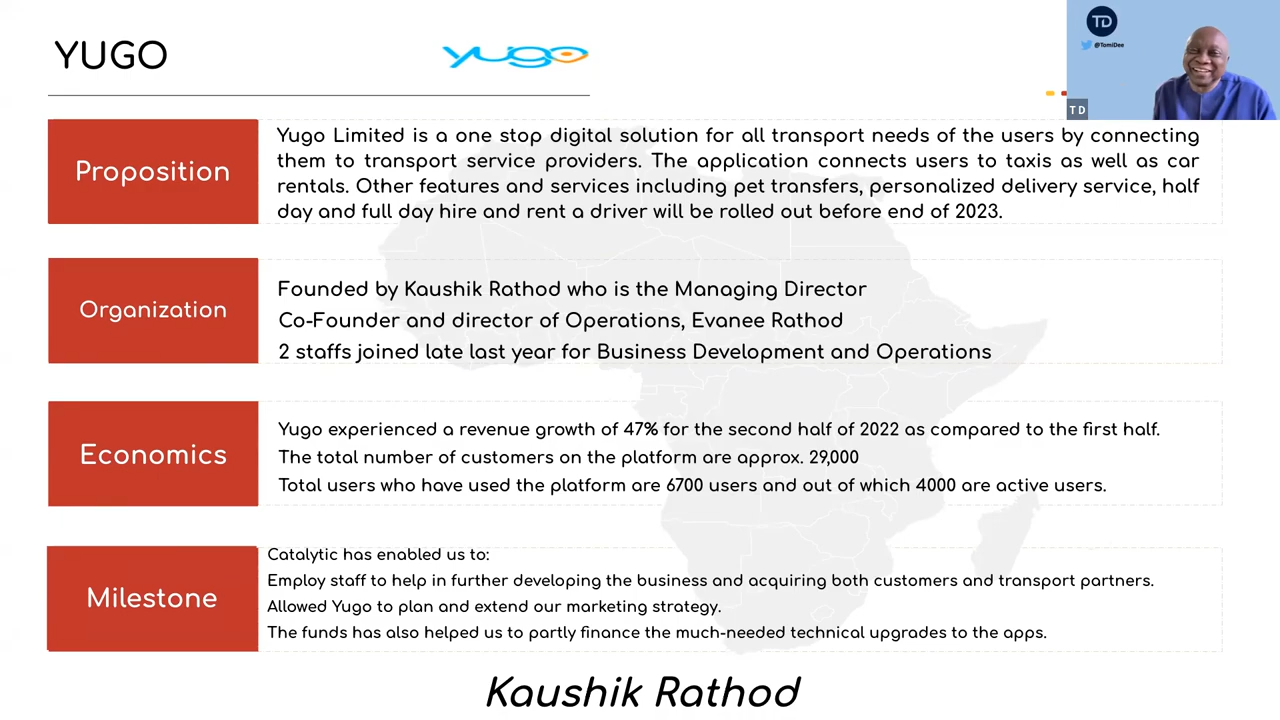 YUGO
yugo
TD
@TomiDee
T D
Proposition
Yugo Limited is a one stop digital solution for all transport needs of the users by connecting
them to transport service providers. The application connects users to taxis as well as car
rentals. Other features and services including pet transfers, personalized delivery service, half
day and full day hire and rent a driver will be rolled out before end of 2023.
Organization
Founded by Kaushik Rathod who is the Managing Director
Co-Founder and director of Operations, Evanee Rathod
2 staffs joined late last year for Business Development and Operations
Economics
Yugo experienced a revenue growth of 47% for the second half of 2022 as compared to the first half.
The total number of customers on the platform are approx. 29,000
Total users who have used the platform are 6700 users and out of which 4000 are active users.
Milestone
Catalytic has enabled us to:
Employ staff to help in further developing the business and acquiring both customers and transport partners.
Allowed Yugo to plan and extend our marketing strategy.
The funds has also helped us to partly finance the much-needed technical upgrades to the apps.
Kaushik Rathod